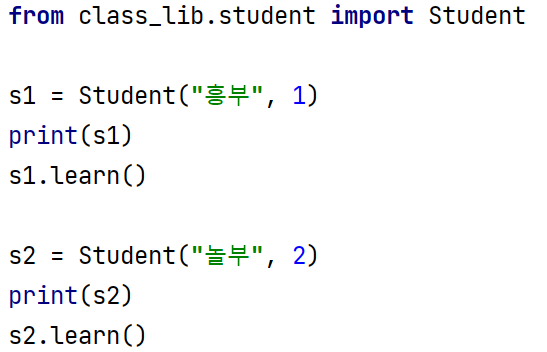 from class_lib.student import Student
s1 = Student("흥부", 1)
print(s1)
s1.learn()
s2 = Student("놀부", 2)
print(s2)
s2.learn()